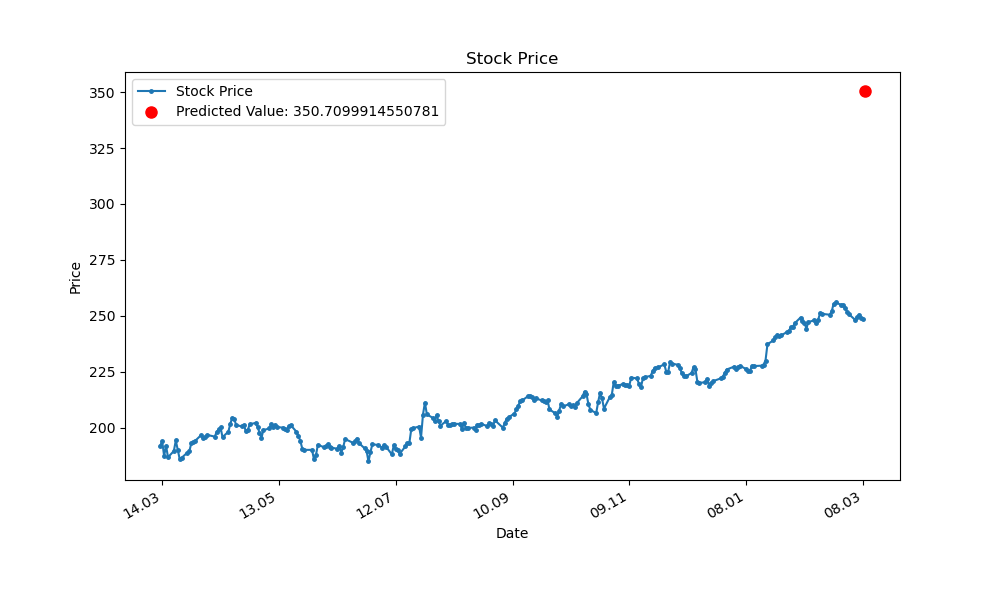 Stock Price
Stock Price
Predicted Value: 350.7099914550781
350
325
300
275
250
225
200
Price
14.03
13.05
12.07
10.09
09.11
08.01
08.03
Date